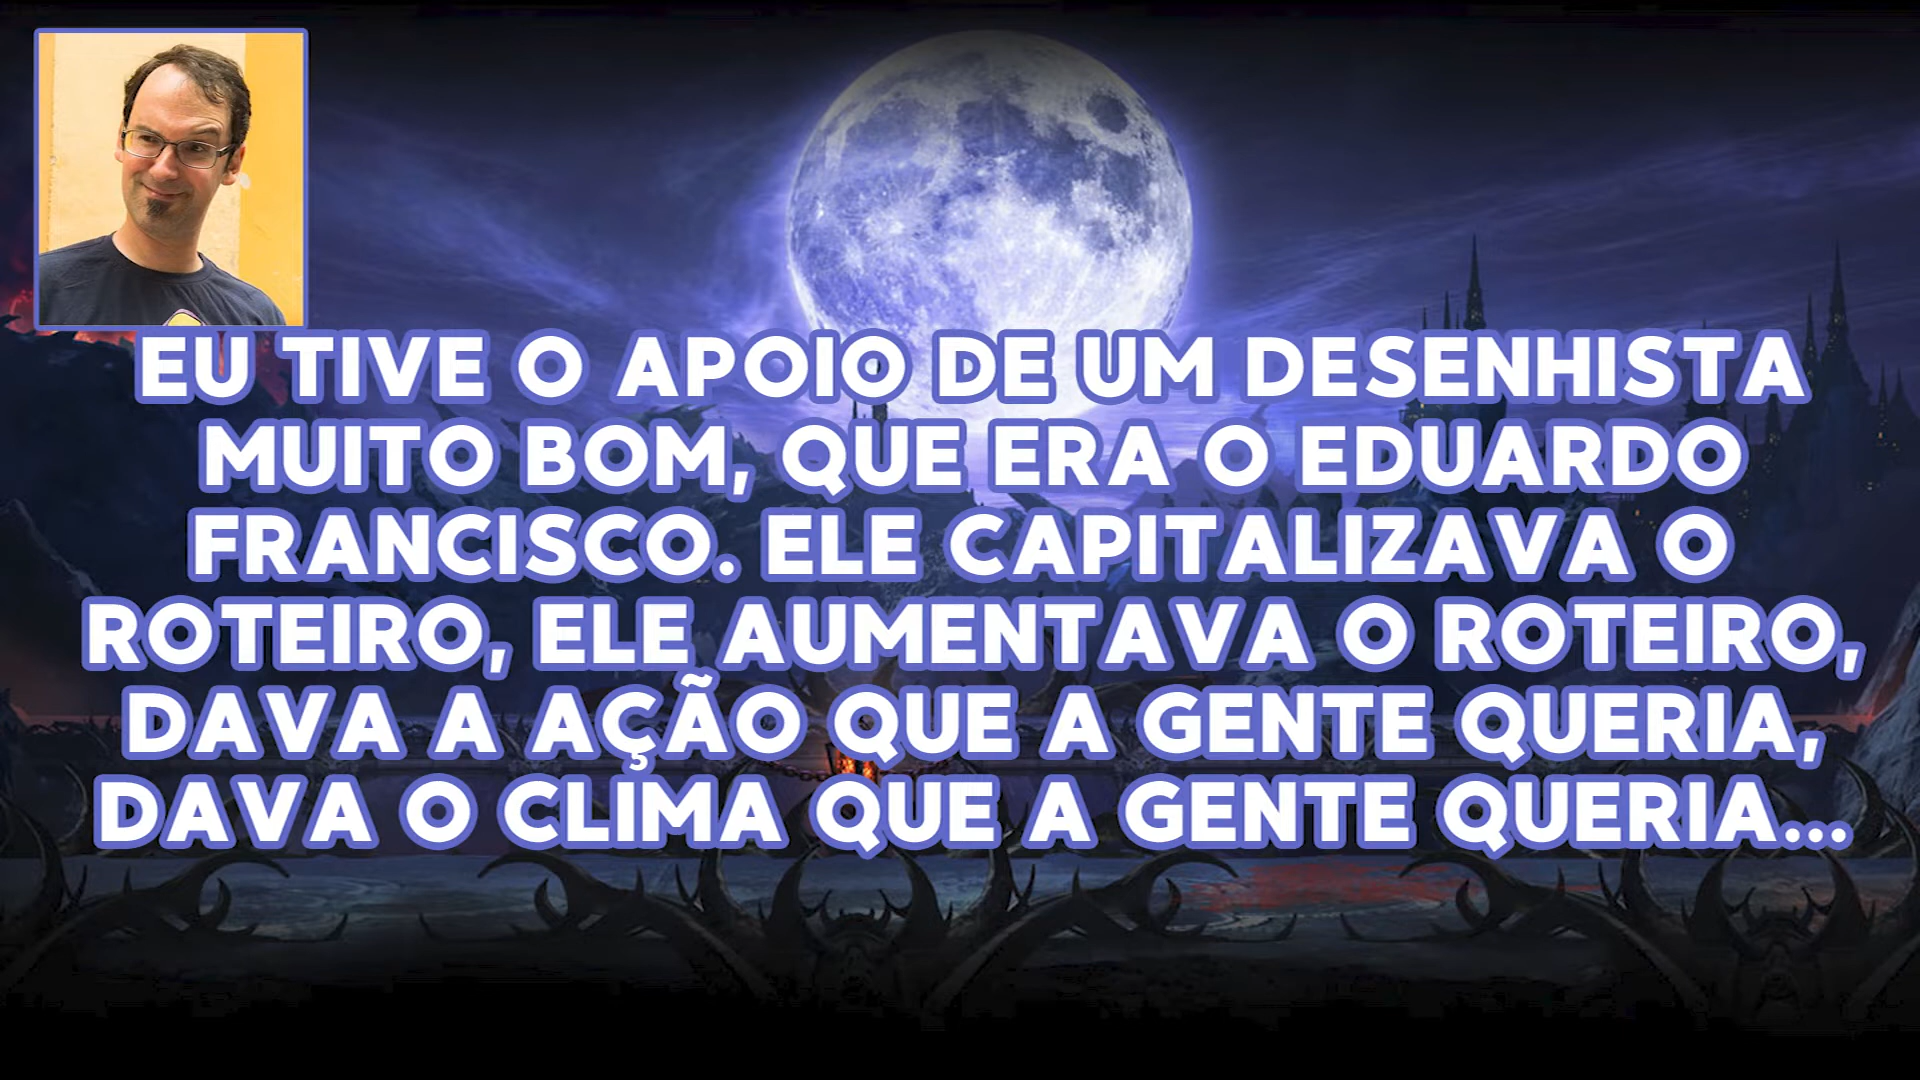 EU TIVE O APOIO DE UM DESENHISTA
MUITO BOM, QUE ERA O EDUARDO
FRANCISCO. ELE CAPITALIZAVA O
ROTEIRO, ELE AUMENTAVA O ROTEIRO,
DAVA A AÇÃO QUE A GENTE QUERIA,
DAVA O CLIMA QUE A GENTE QUERIA...